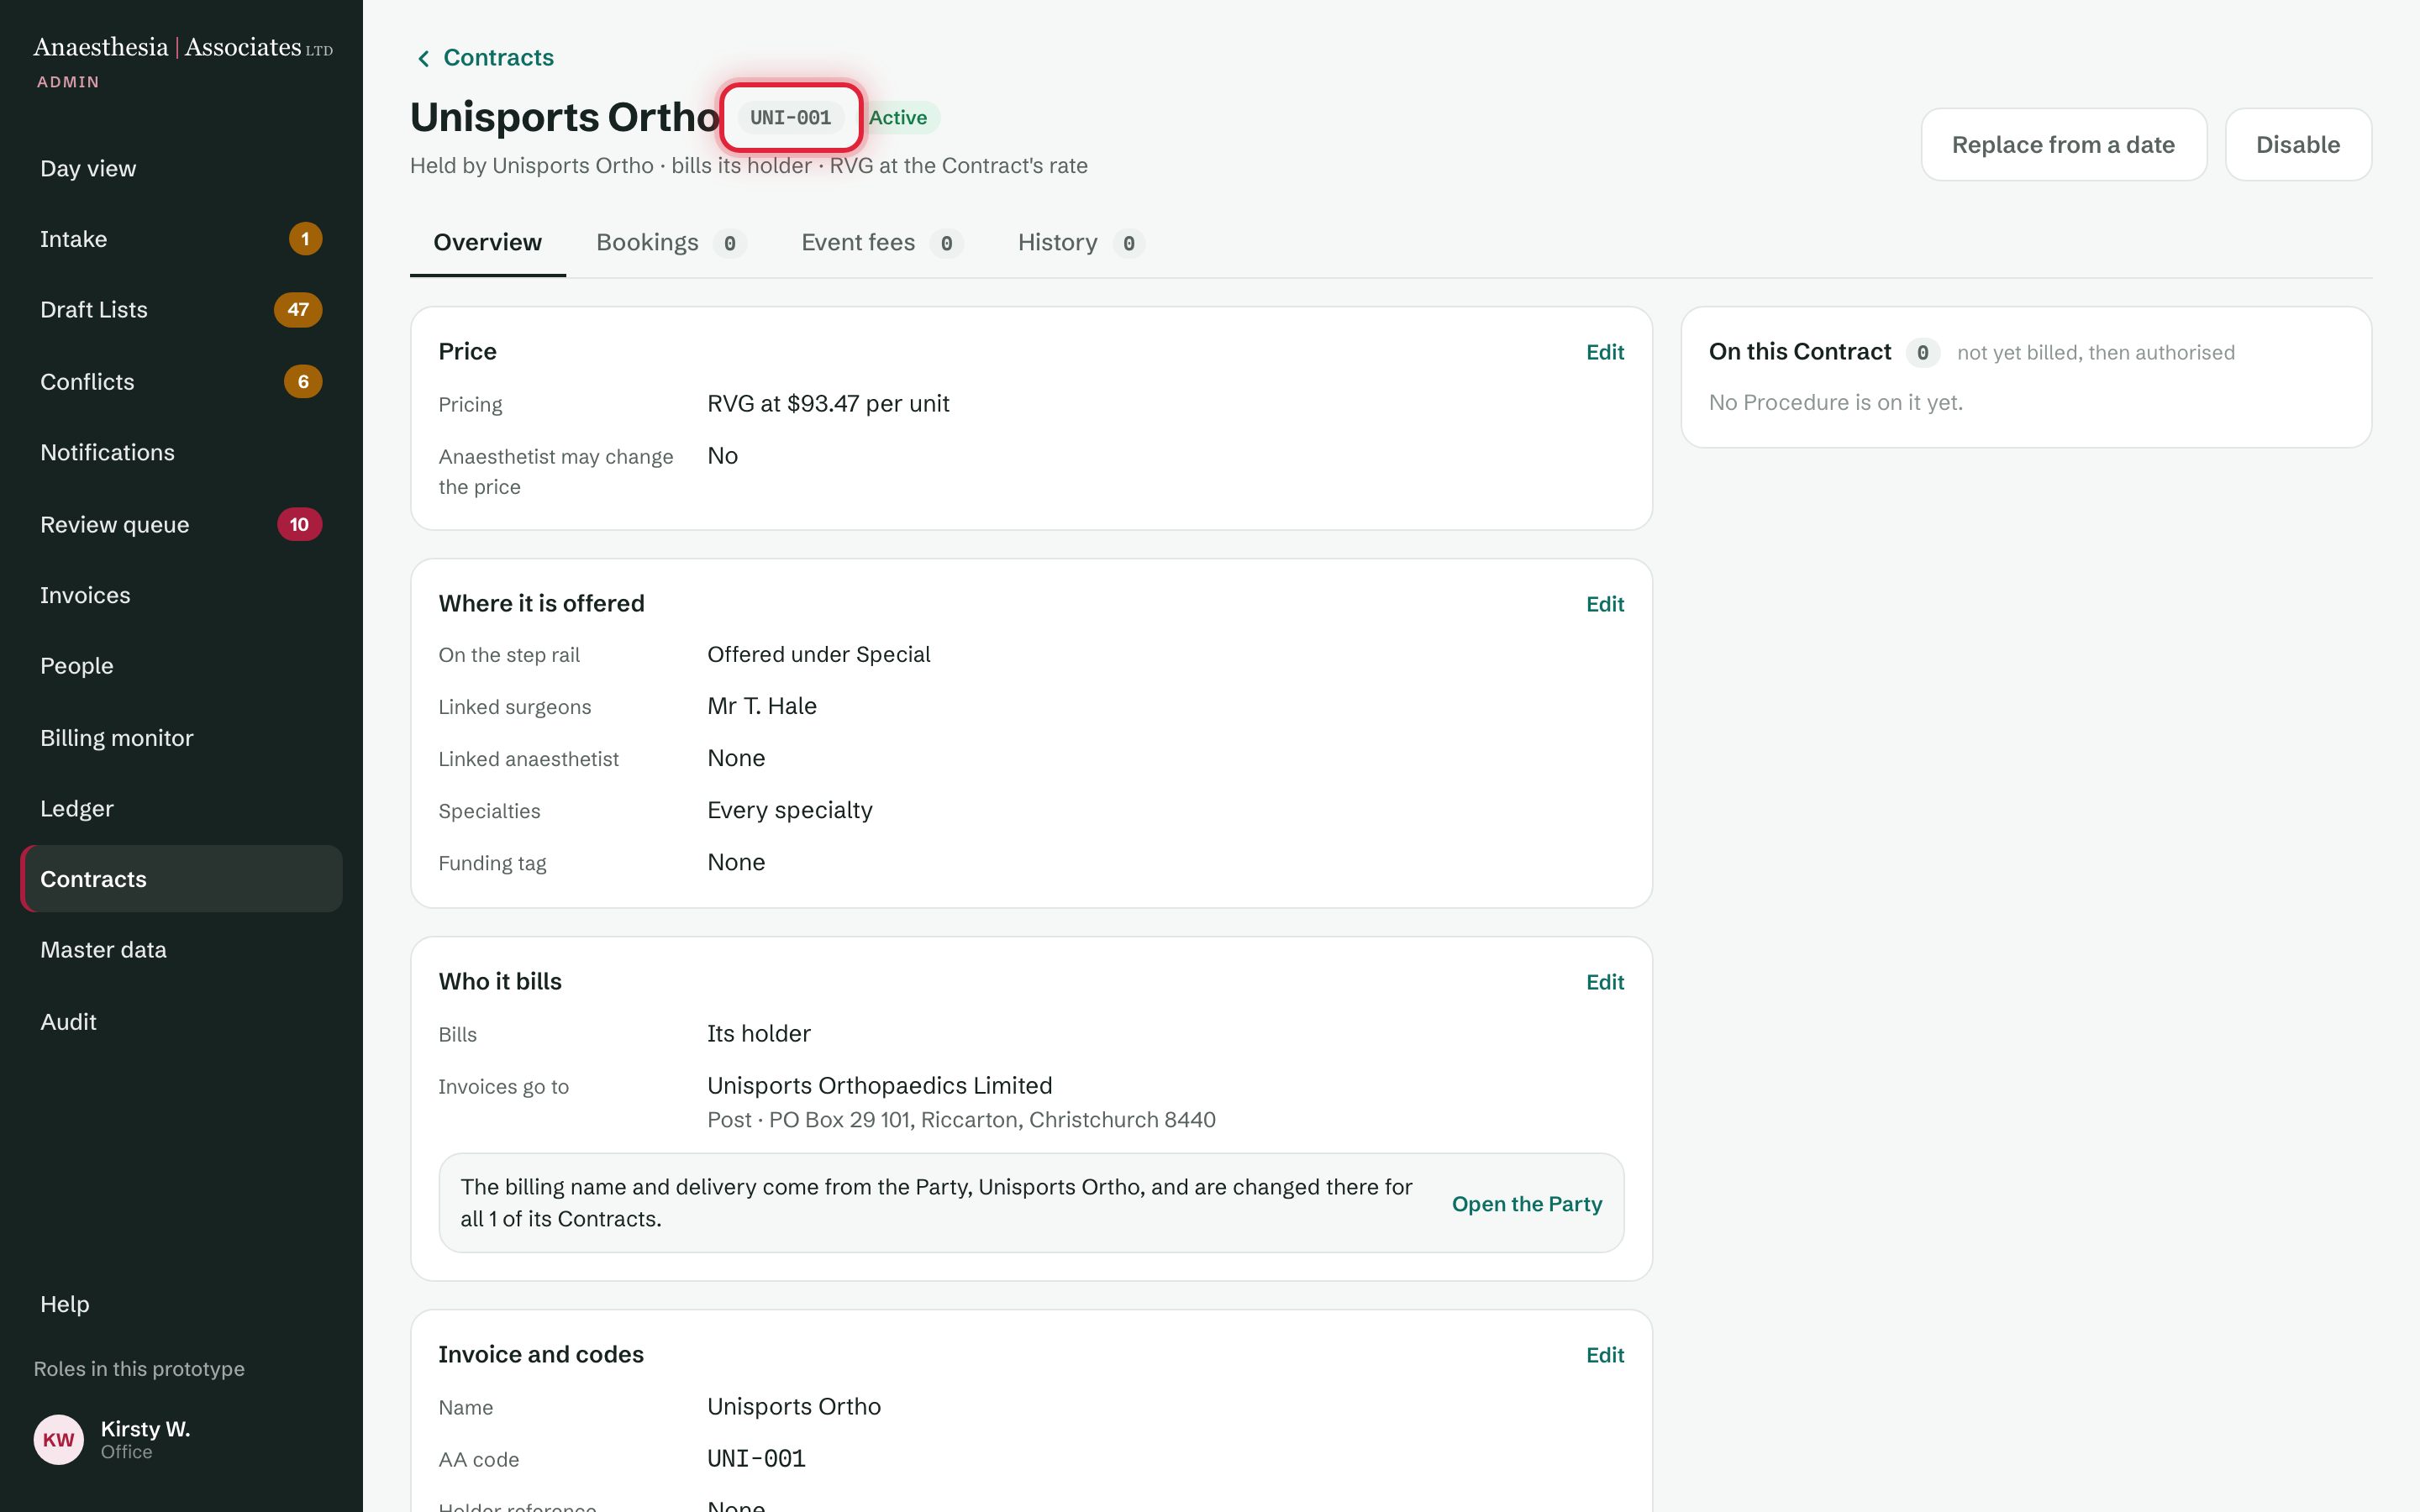 Anaesthesia | Associates LTD
ADMIN
Day view
Intake 1
Draft Lists 47
Conflicts 6
Notifications
Review queue 10
Invoices
People
Billing monitor
Ledger
Contracts
Master data
Audit
Help
Roles in this prototype
KW
Kirsty W.
Office
Contracts
Unisports Ortho UNI-001 Active
Held by Unisports Ortho · bills its holder · RVG at the Contract's rate
Replace from a date
Disable
Overview Bookings 0 Event fees 0 History 0
Price Edit
Pricing RVG at $93.47 per unit
Anaesthetist may change No
the price
Where it is offered Edit
On the step rail Offered under Special
Linked surgeons Mr T. Hale
Linked anaesthetist None
Specialties Every specialty
Funding tag None
Who it bills Edit
Bills Its holder
Invoices go to Unisports Orthopaedics Limited
Post · PO Box 29 101, Riccarton, Christchurch 8440
The billing name and delivery come from the Party, Unisports Ortho, and are changed there for
all 1 of its Contracts.
Open the Party
Invoice and codes Edit
Name Unisports Ortho
AA code UNI-001
Holder reference None
On this Contract 0 not yet billed, then authorised
No Procedure is on it yet.